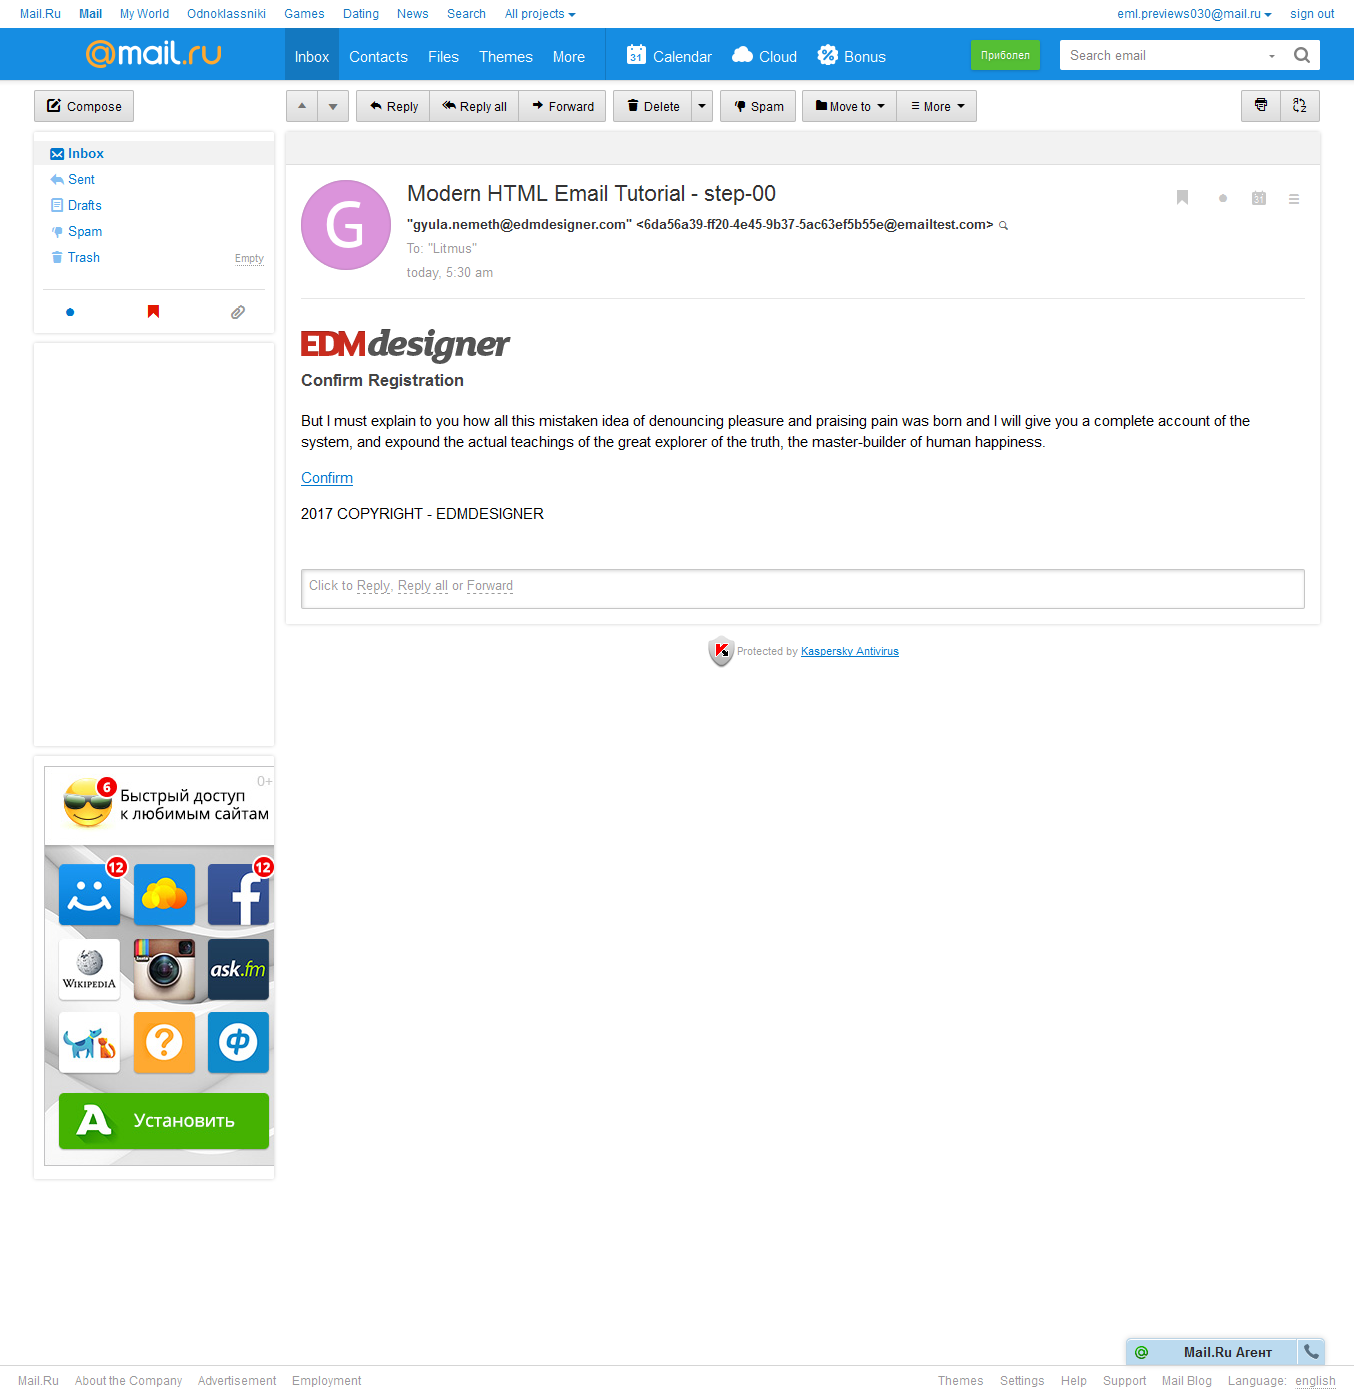 Mail.Ru Mail My World Odnoklassniki Games Dating News Search All projects eml.previews030@mail.ru sign out
@mail.ru Inbox Contacts Files Themes More 31 Calendar Cloud Bonus Приболел Search email
Compose Reply Reply all Forward Delete Spam Move to More
Inbox
Sent
Drafts
Spam
Trash Empty
G
Modern HTML Email Tutorial - step-00
31
"gyula.nemeth@edmdesigner.com" <6da56a39-ff20-4e45-9b37-5ac63ef5b55e@emailtest.com>
To: "Litmus"
today, 5:30 am
EDMdesigner
Confirm Registration
But I must explain to you how all this mistaken idea of denouncing pleasure and praising pain was born and I will give you a complete account of the
system, and expound the actual teachings of the great explorer of the truth, the master-builder of human happiness.
Confirm
2017 COPYRIGHT - EDMDESIGNER
Click to Reply, Reply all or Forward
Protected by Kaspersky Antivirus
0+
6
Быстрый доступ
к любимым сайтам
12 12
f
WIKIPEDIA ask.fm
?
Установить
@ Mail.Ru Агент
Mail.Ru About the Company Advertisement Employment Themes Settings Help Support Mail Blog Language: english